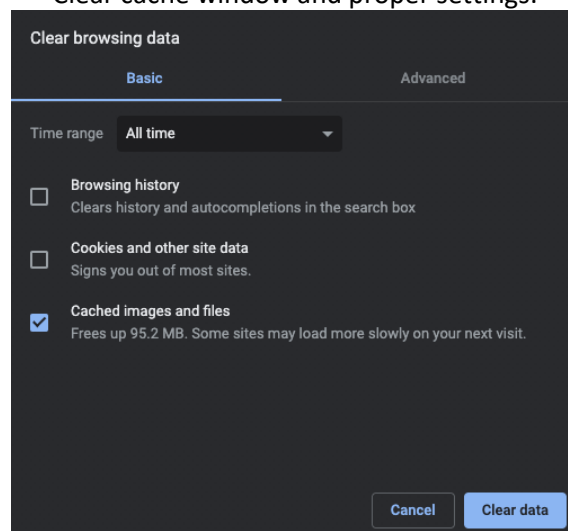 Clear cache window and proper settings.
Clear browsing data
Basic Advanced
Time range All time
Browsing history
Clears history and autocompletions in the search box
Cookies and other site data
Signs you out of most sites.
Cached images and files
Frees up 95.2 MB. Some sites may load more slowly on your next visit.
Cancel Clear data